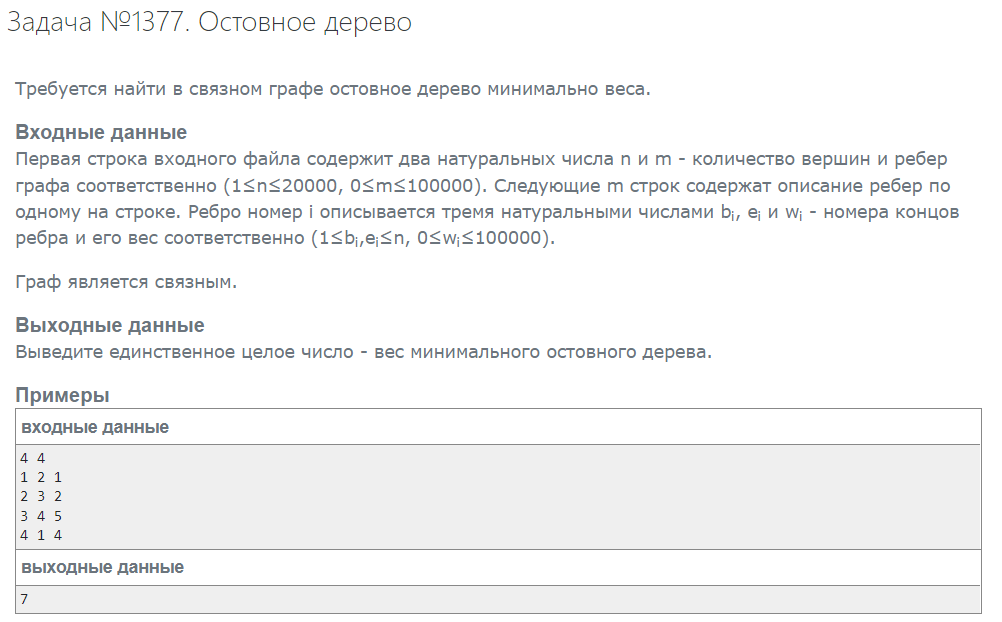 Задача №1377. Остовное дерево
Требуется найти в связном графе остовное дерево минимально веса.
Входные данные
Первая строка входного файла содержит два натуральных числа n и m - количество вершин и ребер
графа соответственно (1≤n≤20000, 0≤m≤100000). Следующие m строк содержат описание ребер по
одному на строке. Ребро номер i описывается тремя натуральными числами bᵢ, eᵢ и wᵢ - номера концов
ребра и его вес соответственно (1≤bᵢ,eᵢ≤n, 0≤wᵢ≤100000).
Граф является связным.
Выходные данные
Выведите единственное целое число - вес минимального остовного дерева.
Примеры
входные данные
4 4
1 2 1
2 3 2
3 4 5
4 1 4
выходные данные
7